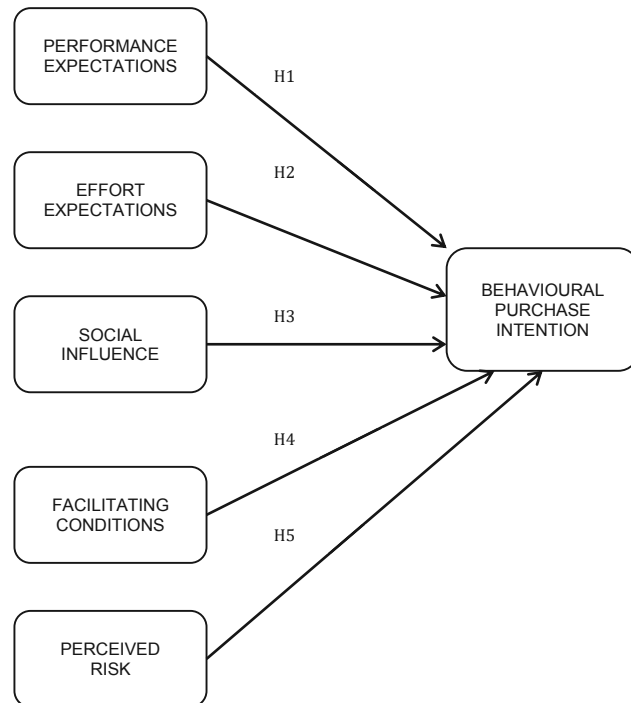 PERFORMANCE
EXPECTATIONS
H1
EFFORT
EXPECTATIONS
H2
SOCIAL
INFLUENCE
H3
BEHAVIOURAL
PURCHASE
INTENTION
FACILITATING
CONDITIONS
H4
PERCEIVED
RISK
H5